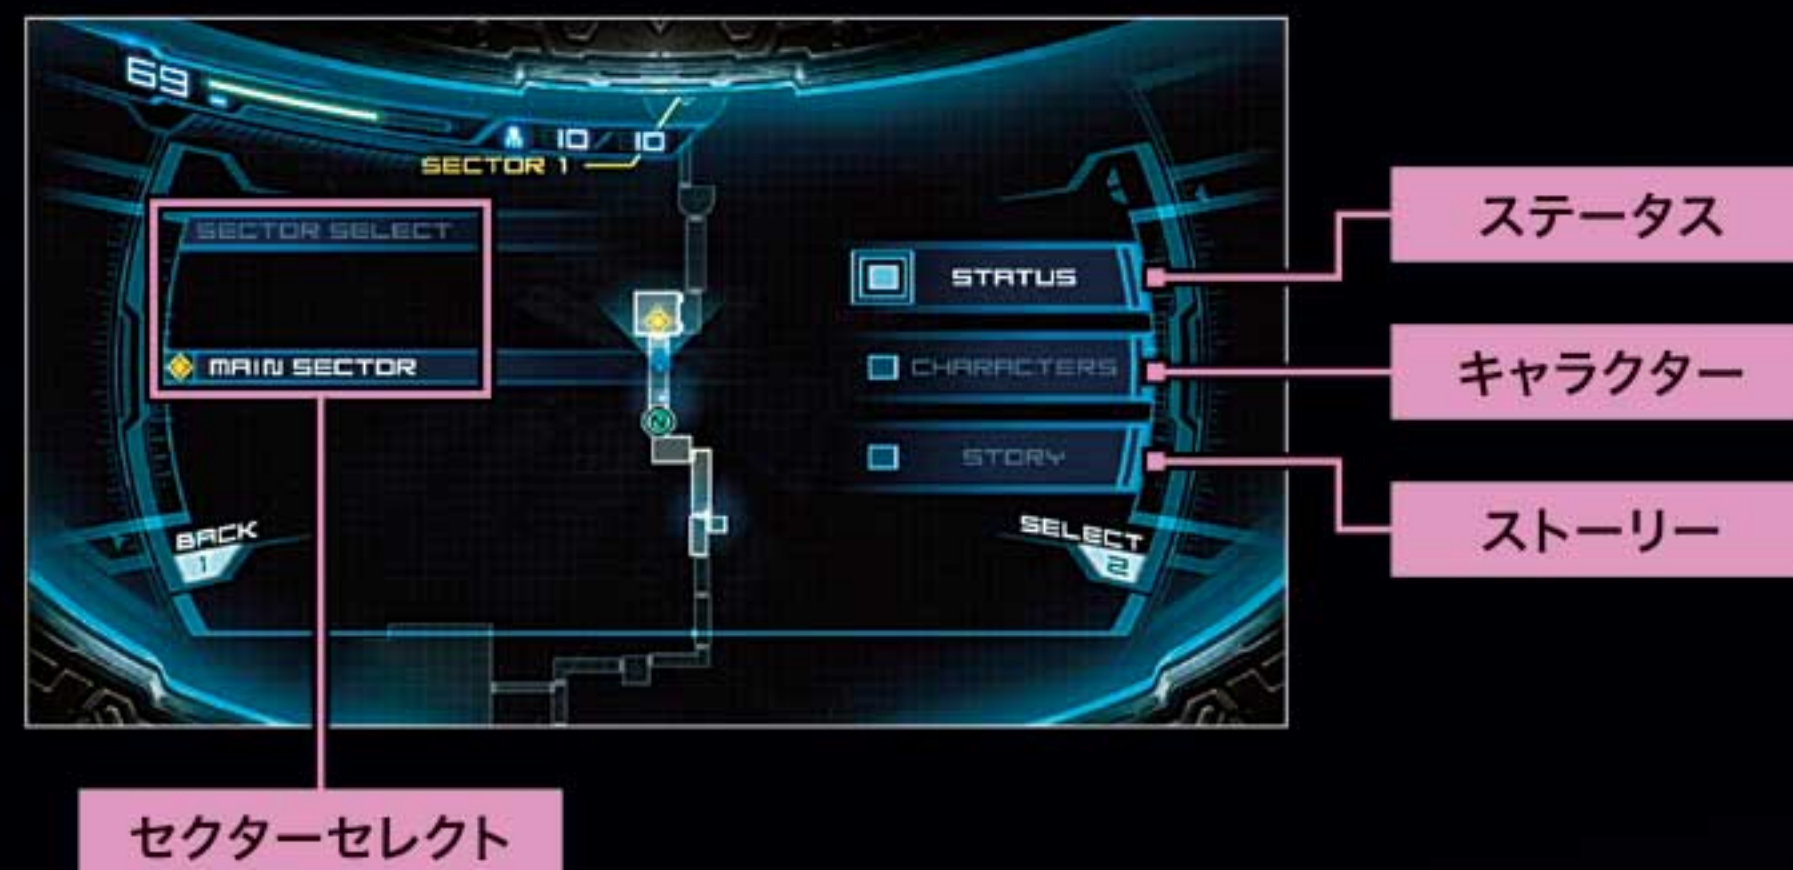 69
10 / 10
SECTOR 1
SECTOR SELECT
MAIN SECTOR
N
STATUS
CHARACTERS
STORY
BACK
1
SELECT
2
ステータス
キャラクター
ストーリー
セクターセレクト